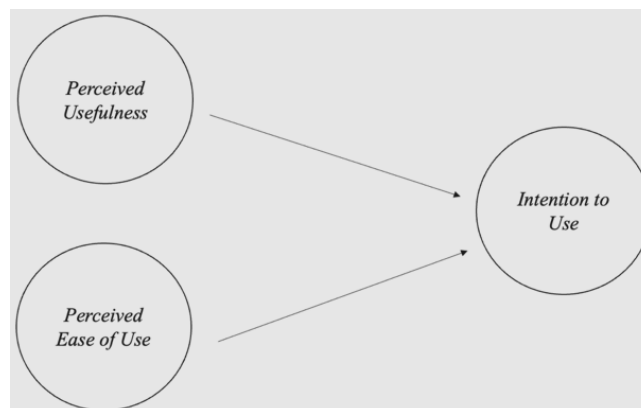 Perceived
Usefulness
Intention to
Use
Perceived
Ease of Use